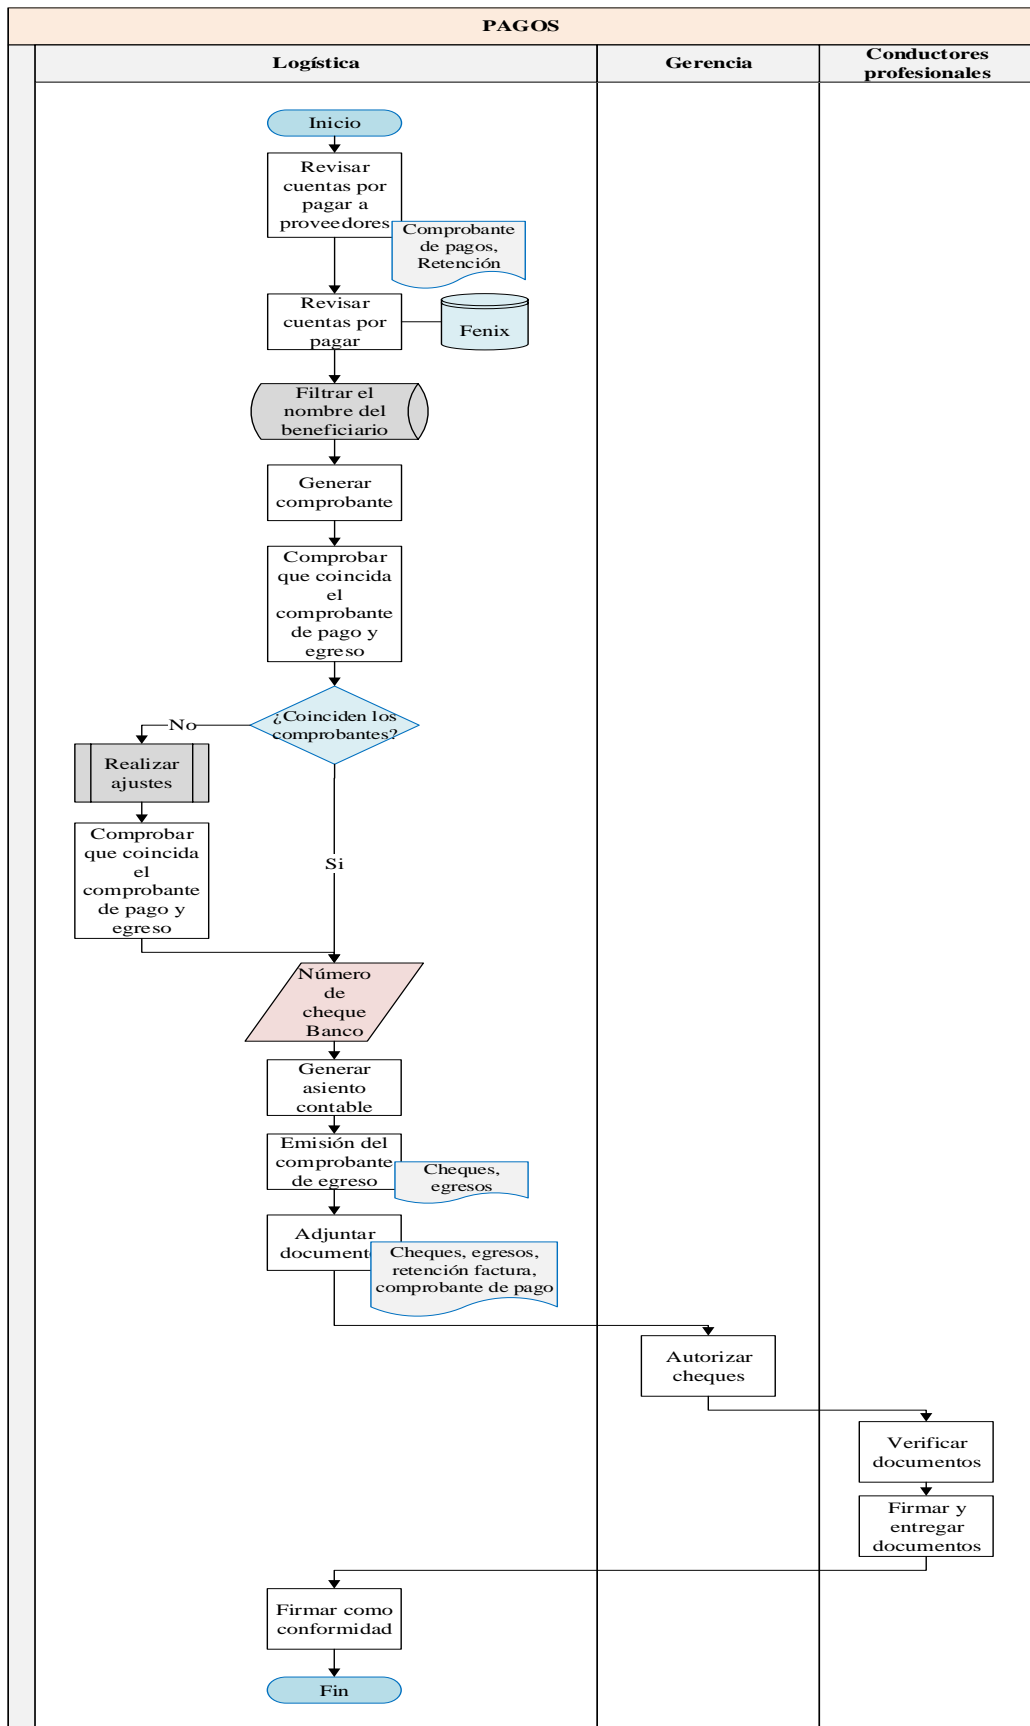 PAGOS
Logística
Gerencia
Conductores
profesionales
Inicio
Revisar
cuentas por
pagar a
proveedores
Comprobante
de pagos,
Retención
Revisar
cuentas por
pagar
Fenix
Filtrar el
nombre del
beneficiario
Generar
comprobante
Comprobar
que coincida
el
comprobante
de pago y
egreso
¿Coinciden los
comprobantes?
No
Realizar
ajustes
Comprobar
que coincida
el
comprobante
de pago y
egreso
Si
Número
de
cheque
Banco
Generar
asiento
contable
Emisión del
comprobante
de egreso
Cheques,
egresos
Adjuntar
document
Cheques, egresos,
retención factura,
comprobante de pago
Autorizar
cheques
Verificar
documentos
Firmar y
entregar
documentos
Firmar como
conformidad
Fin